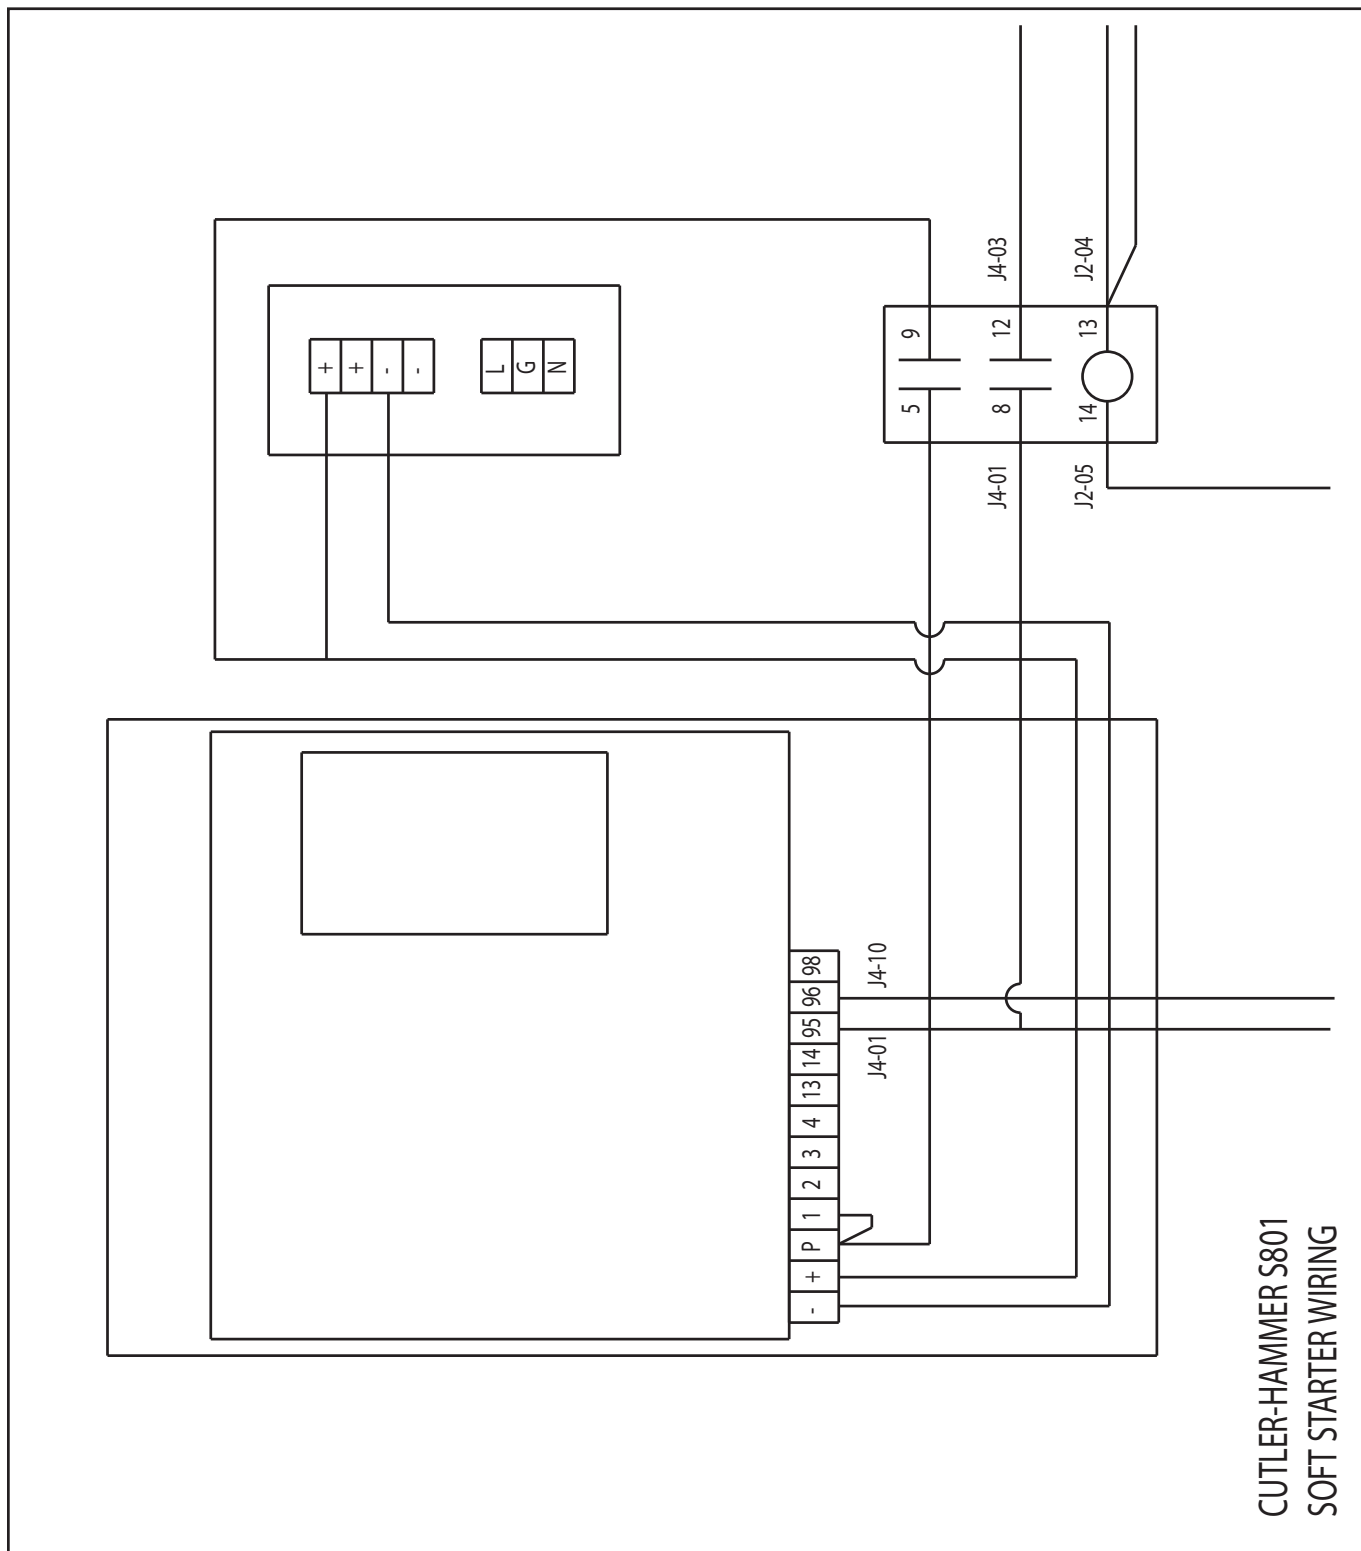 +
+
-
-
L
G
N
9
12
13
5
8
14
J4-03
J2-04
J4-01
J2-05
-
+
P
1
2
3
4
13
14
95
96
98
J4-01
J4-10
CUTLER-HAMMER S801
SOFT STARTER WIRING